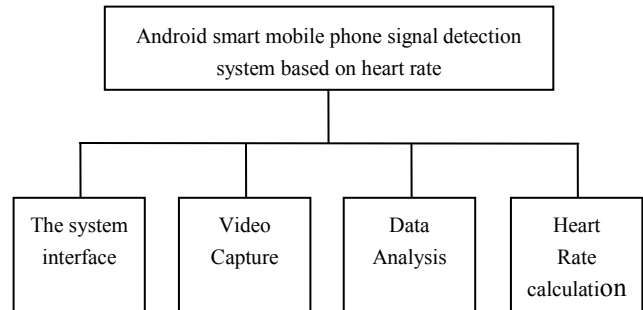 Android smart mobile phone signal detection
system based on heart rate
The system
interface
Video
Capture
Data
Analysis
Heart
Rate
calculation